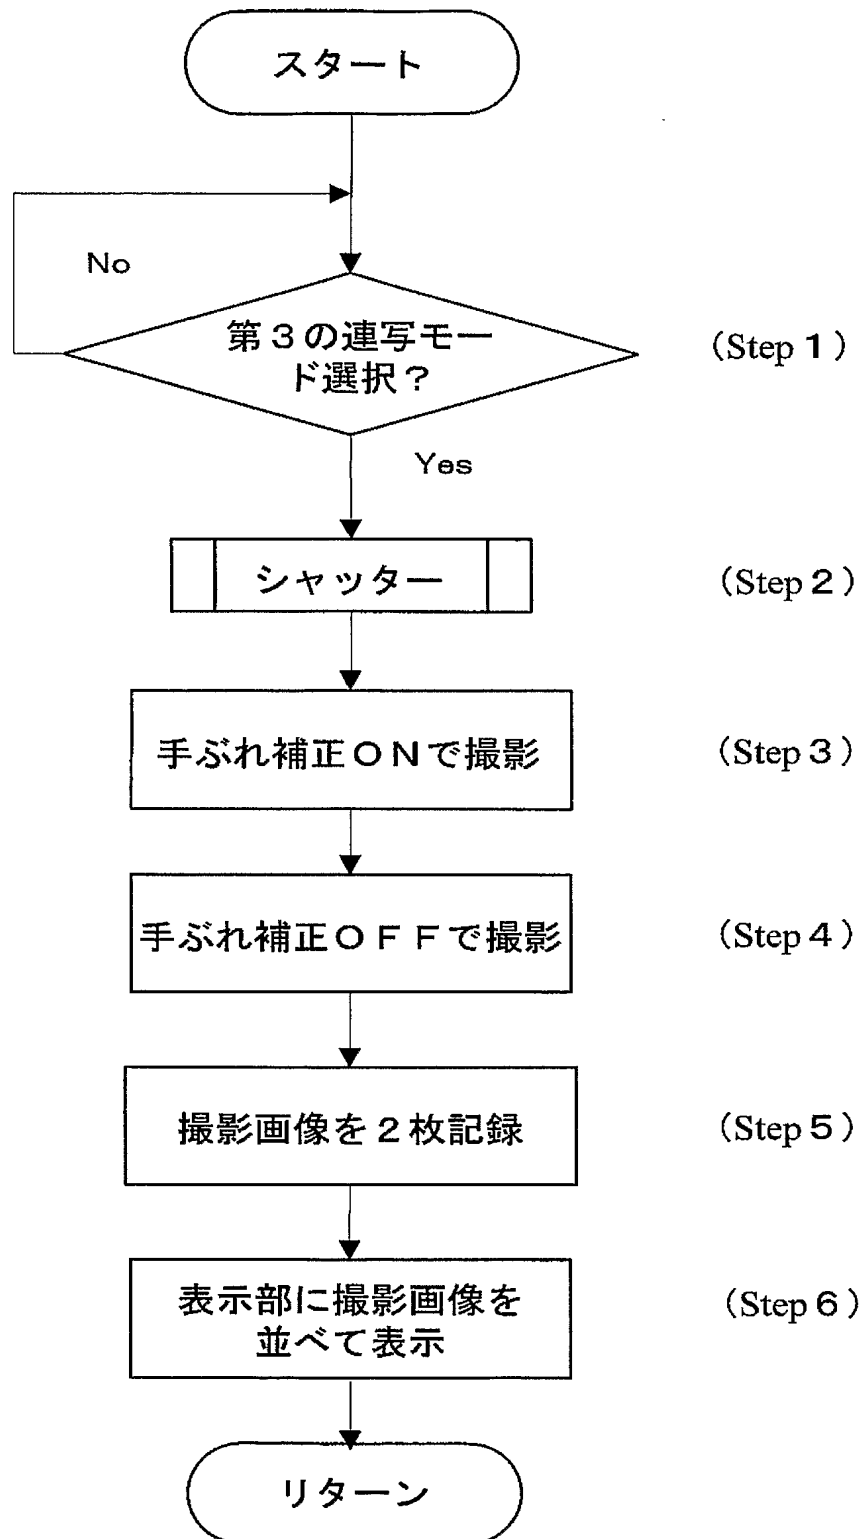 スタート
No
第３の連写モー
ド選択？
（Step １）
Yes
シャッター
（Step ２）
手ぶれ補正ＯＮで撮影
（Step ３）
手ぶれ補正ＯＦＦで撮影
（Step ４）
撮影画像を２枚記録
（Step ５）
表示部に撮影画像を
並べて表示
（Step ６）
リターン